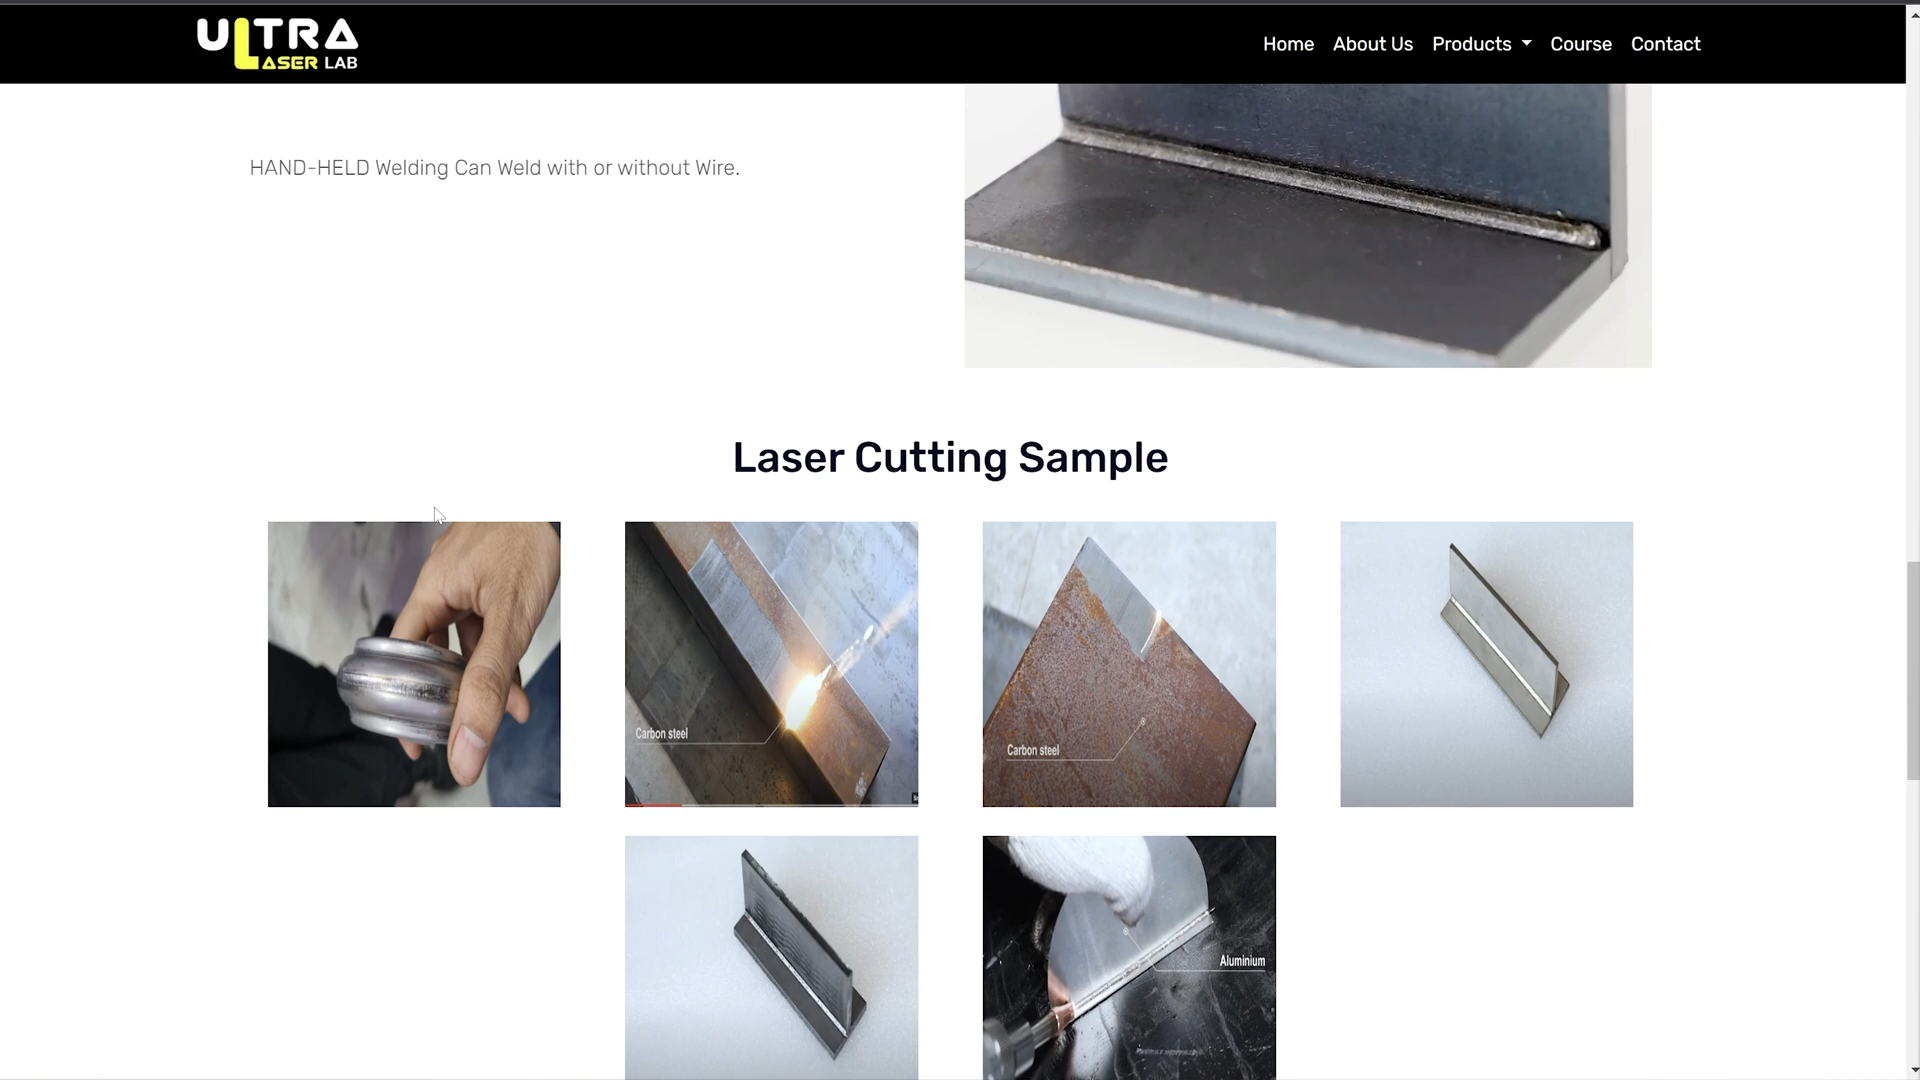 ULTRA
LASER LAB
Home About Us Products Course Contact
HAND-HELD Welding Can Weld with or without Wire.
Laser Cutting Sample
Carbon steel
Carbon steel
Aluminium